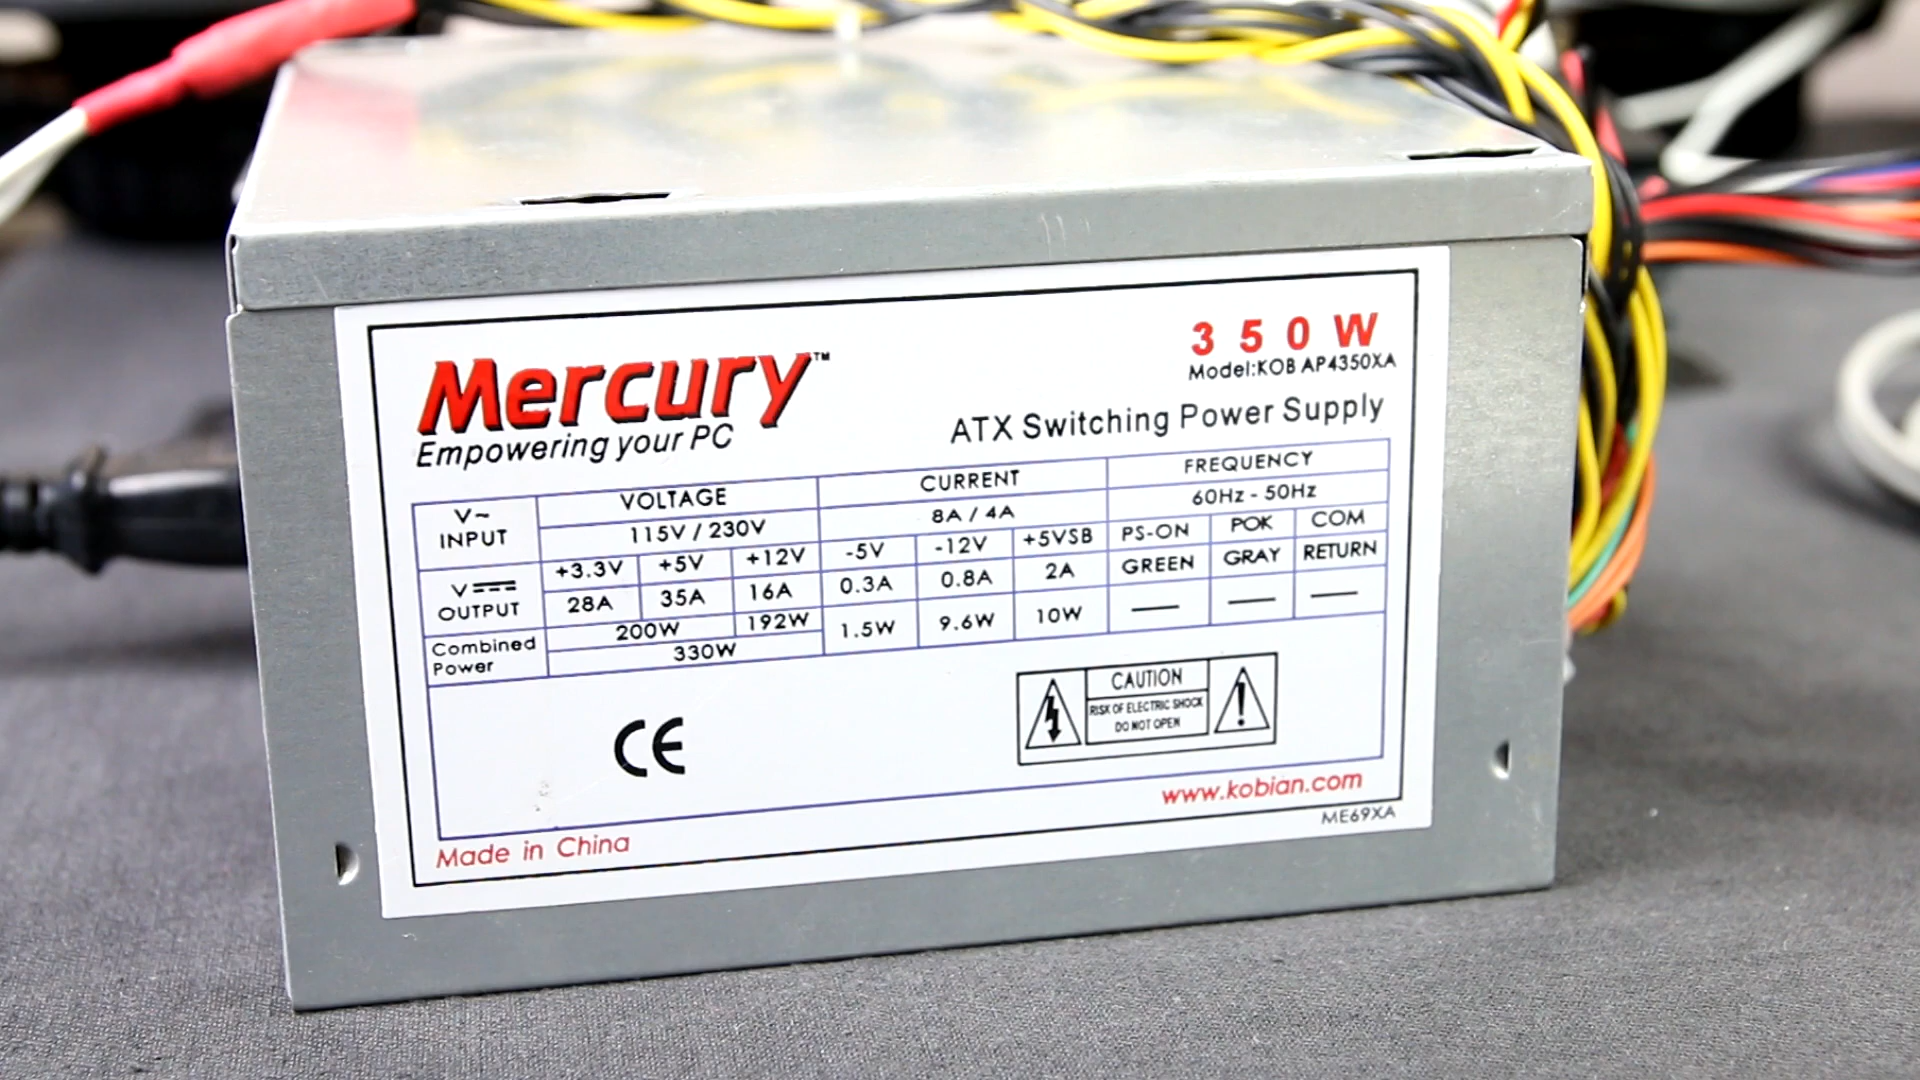 Mercury™
Empowering your PC
350W
Model:KOB AP4350XA
ATX Switching Power Supply
V~ INPUT
VOLTAGE
CURRENT
FREQUENCY
115V / 230V
8A / 4A
60Hz - 50Hz
V⎓ OUTPUT
+3.3V +5V +12V -5V -12V +5VSB PS-ON POK COM
28A 35A 16A 0.3A 0.8A 2A GREEN GRAY RETURN
Combined Power
200W 192W 1.5W 9.6W 10W — — —
330W
CE
CAUTION
RISK OF ELECTRIC SHOCK
DO NOT OPEN
www.kobian.com
Made in China
ME69XA